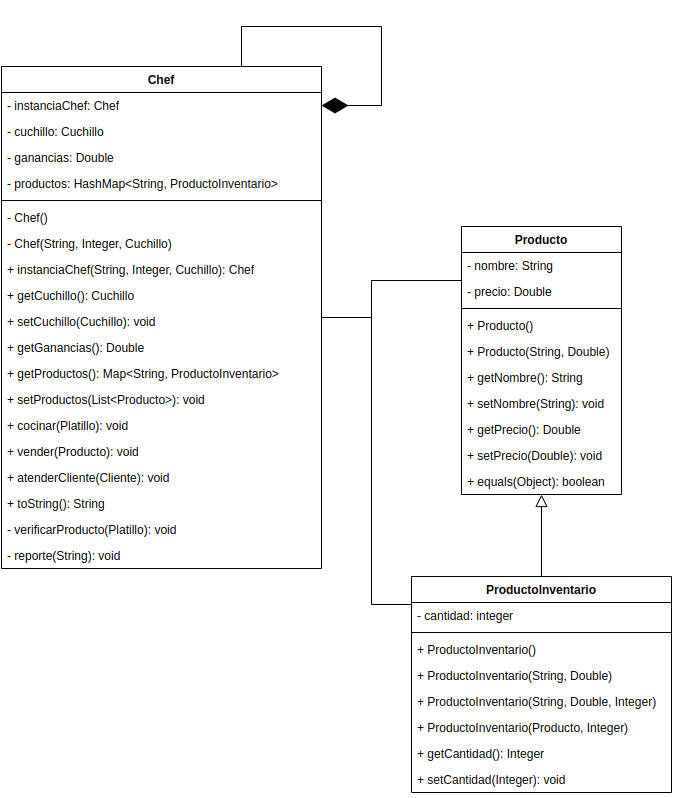 Chef
- instanciaChef: Chef
- cuchillo: Cuchillo
- ganancias: Double
- productos: HashMap<String, ProductoInventario>
- Chef()
- Chef(String, Integer, Cuchillo)
+ instanciaChef(String, Integer, Cuchillo): Chef
+ getCuchillo(): Cuchillo
+ setCuchillo(Cuchillo): void
+ getGanancias(): Double
+ getProductos(): Map<String, ProductoInventario>
+ setProductos(List<Producto>): void
+ cocinar(Platillo): void
+ vender(Producto): void
+ atenderCliente(Cliente): void
+ toString(): String
- verificarProducto(Platillo): void
- reporte(String): void
Producto
- nombre: String
- precio: Double
+ Producto()
+ Producto(String, Double)
+ getNombre(): String
+ setNombre(String): void
+ getPrecio(): Double
+ setPrecio(Double): void
+ equals(Object): boolean
ProductoInventario
- cantidad: integer
+ ProductoInventario()
+ ProductoInventario(String, Double)
+ ProductoInventario(String, Double, Integer)
+ ProductoInventario(Producto, Integer)
+ getCantidad(): Integer
+ setCantidad(Integer): void